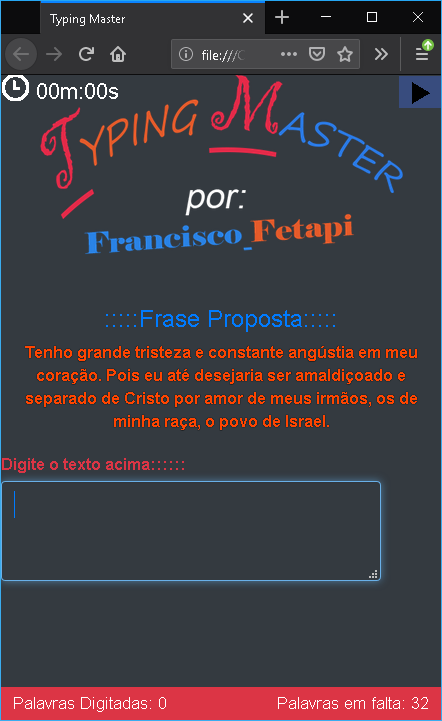 Typing Master
file:///C
00m:00s
Typing Master
por:
Francisco_Fetapi
:::::Frase Proposta:::::
Tenho grande tristeza e constante angústia em meu
coração. Pois eu até desejaria ser amaldiçoado e
separado de Cristo por amor de meus irmãos, os de
minha raça, o povo de Israel.
Digite o texto acima::::::
Palavras Digitadas: 0
Palavras em falta: 32